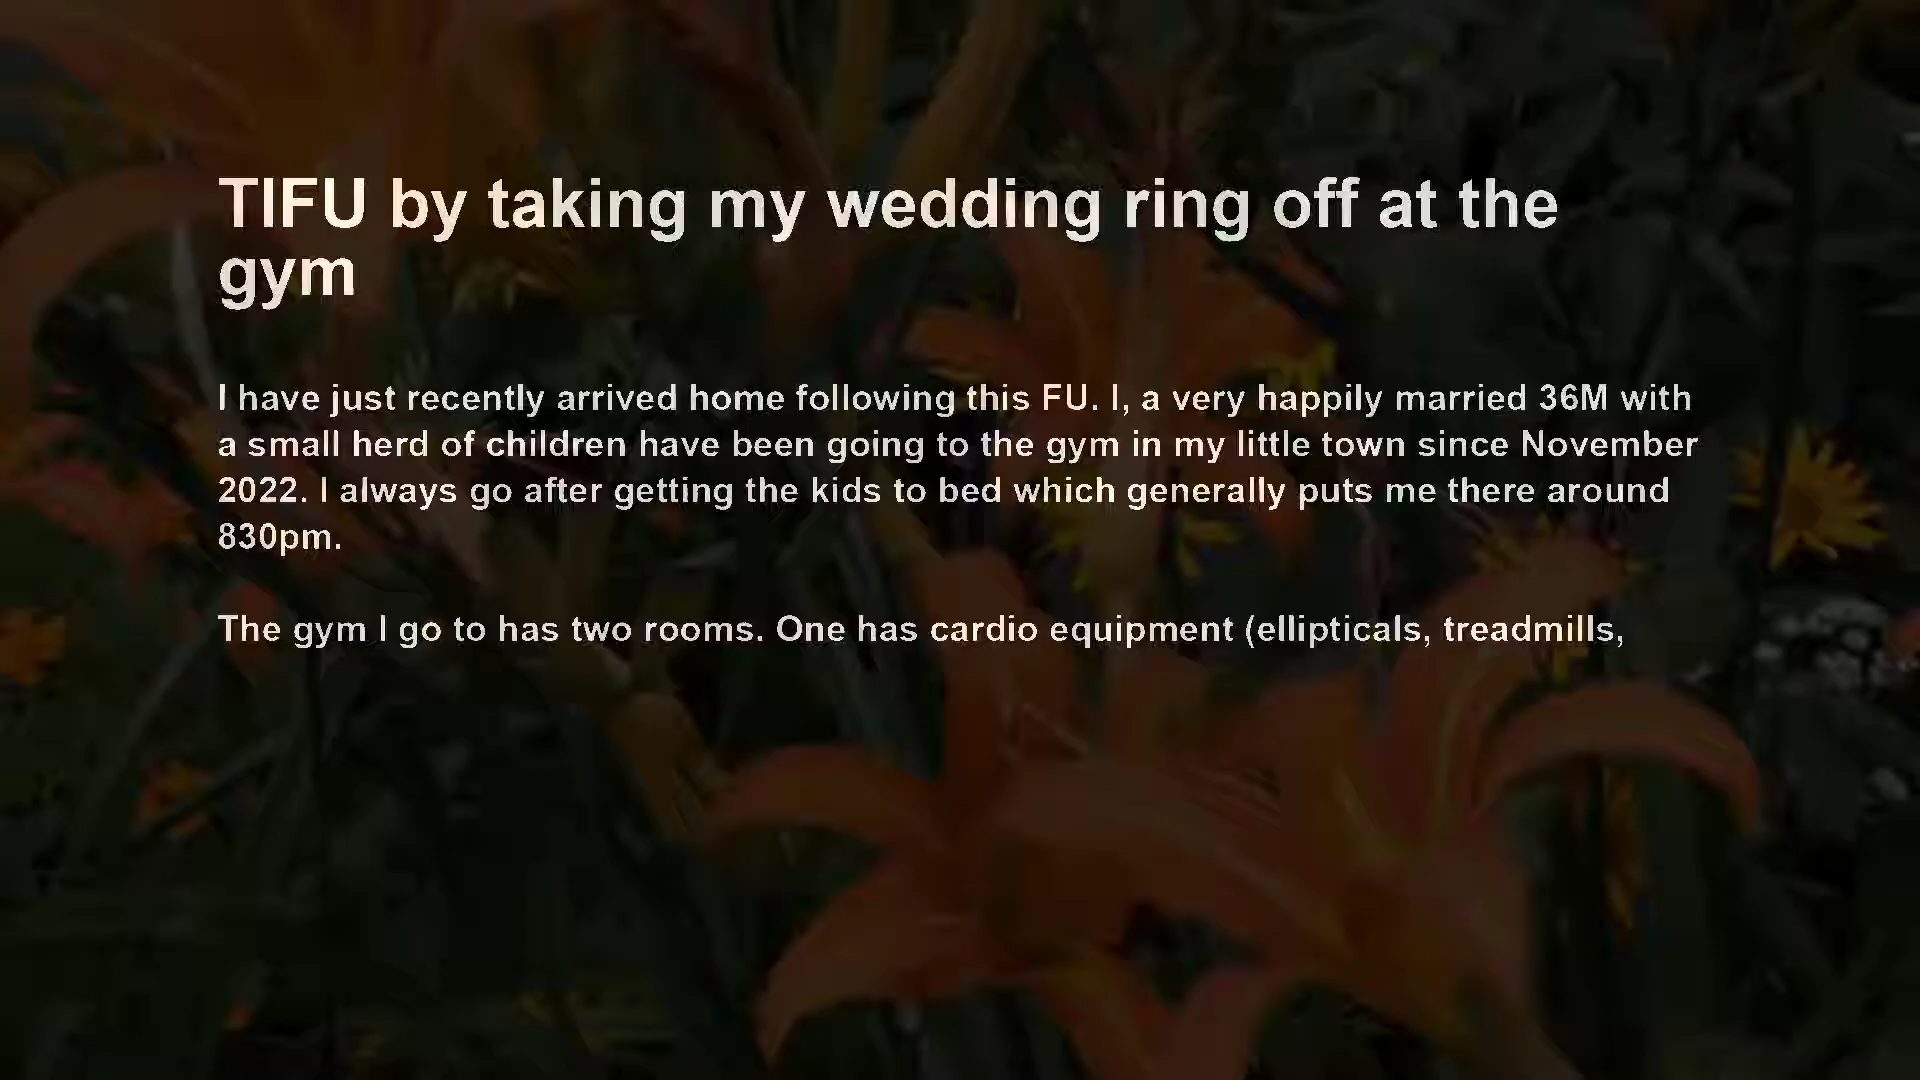 TIFU by taking my wedding ring off at the
gym
I have just recently arrived home following this FU. I, a very happily married 36M with
a small herd of children have been going to the gym in my little town since November
2022. I always go after getting the kids to bed which generally puts me there around
830pm.
The gym I go to has two rooms. One has cardio equipment (ellipticals, treadmills,